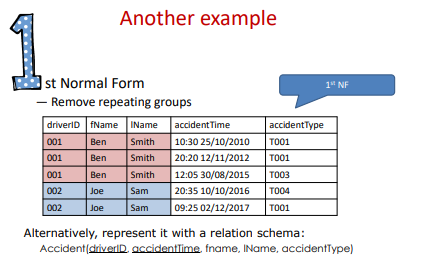 Another example
1st Normal Form
1st NF
— Remove repeating groups
driverID fName lName accidentTime accidentType
001 Ben Smith 10:30 25/10/2010 T001
001 Ben Smith 20:20 12/11/2012 T001
001 Ben Smith 12:05 30/08/2015 T003
002 Joe Sam 20:35 10/10/2016 T004
002 Joe Sam 09:25 02/12/2017 T001
Alternatively, represent it with a relation schema:
Accident(driverID, accidentTime, fname, lName, accidentType)